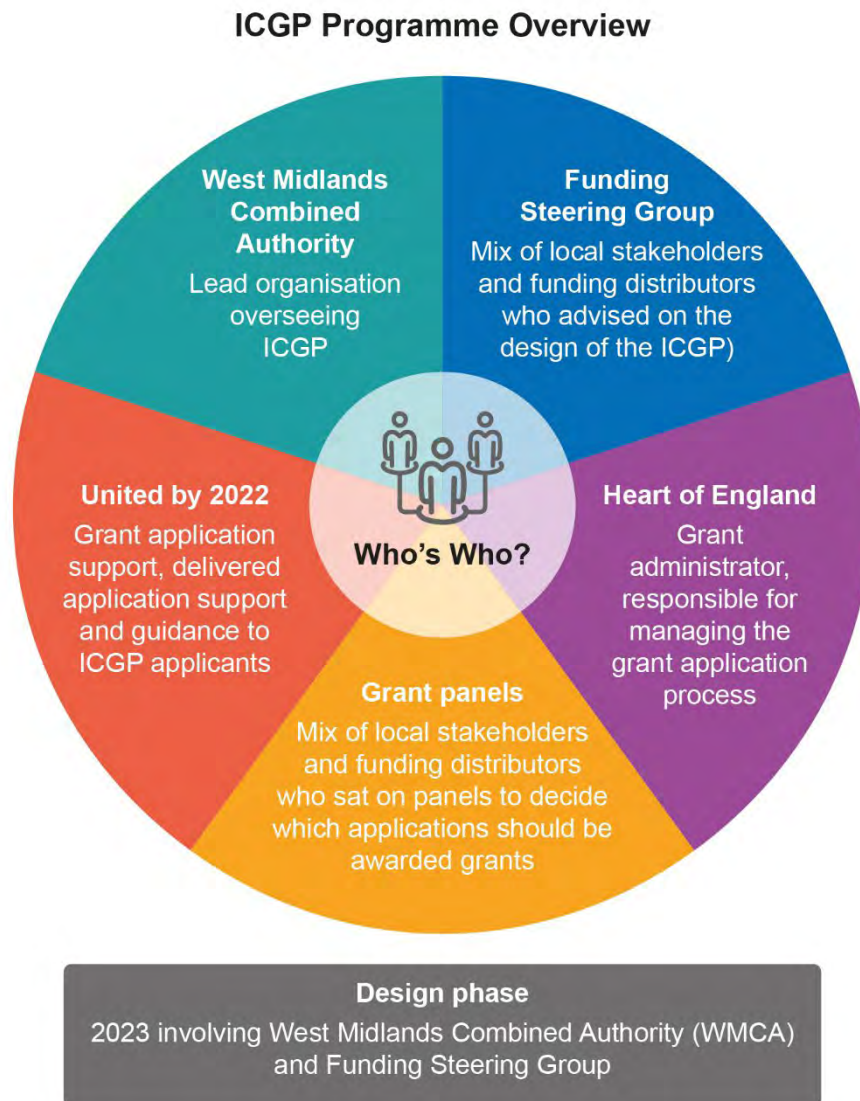 ICGP Programme Overview
West Midlands
Combined
Authority
Lead organisation
overseeing
ICGP
Funding
Steering Group
Mix of local stakeholders
and funding distributors
who advised on the
design of the ICGP)
United by 2022
Grant application
support, delivered
application support
and guidance to
ICGP applicants
Who's Who?
Heart of England
Grant
administrator,
responsible for
managing the
grant application
process
Grant panels
Mix of local stakeholders
and funding distributors
who sat on panels to decide
which applications should be
awarded grants
Design phase
2023 involving West Midlands Combined Authority (WMCA)
and Funding Steering Group